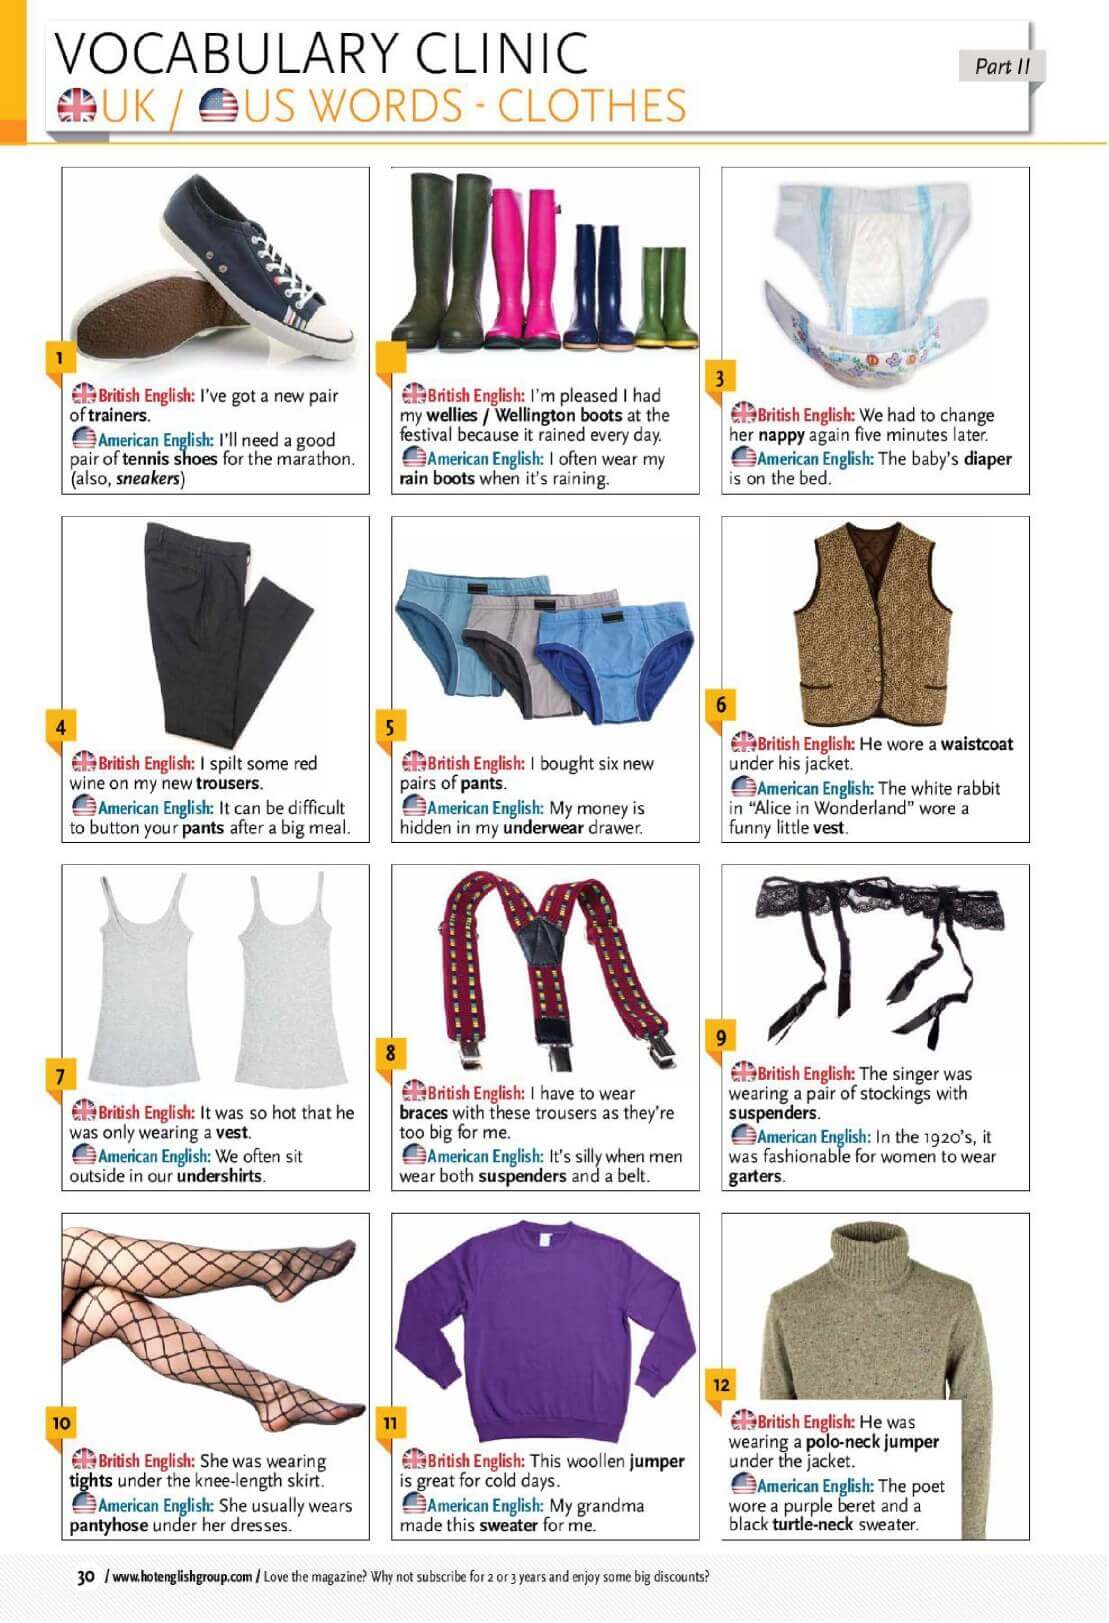 VOCABULARY CLINIC
Part II
UK / US WORDS - CLOTHES
1
British English: I've got a new pair
of trainers.
American English: I'll need a good
pair of tennis shoes for the marathon.
(also, sneakers)
British English: I'm pleased I had
my wellies / Wellington boots at the
festival because it rained every day.
American English: I often wear my
rain boots when it's raining.
3
British English: We had to change
her nappy again five minutes later.
American English: The baby's diaper
is on the bed.
4
British English: I spilt some red
wine on my new trousers.
American English: It can be difficult
to button your pants after a big meal.
5
British English: I bought six new
pairs of pants.
American English: My money is
hidden in my underwear drawer.
6
British English: He wore a waistcoat
under his jacket.
American English: The white rabbit
in “Alice in Wonderland” wore a
funny little vest.
7
British English: It was so hot that he
was only wearing a vest.
American English: We often sit
outside in our undershirts.
8
British English: I have to wear
braces with these trousers as they're
too big for me.
American English: It's silly when men
wear both suspenders and a belt.
9
British English: The singer was
wearing a pair of stockings with
suspenders.
American English: In the 1920's, it
was fashionable for women to wear
garters.
10
British English: She was wearing
tights under the knee-length skirt.
American English: She usually wears
pantyhose under her dresses.
11
British English: This woollen jumper
is great for cold days.
American English: My grandma
made this sweater for me.
12
British English: He was
wearing a polo-neck jumper
under the jacket.
American English: The poet
wore a purple beret and a
black turtle-neck sweater.
30 / www.hotenglishgroup.com / Love the magazine? Why not subscribe for 2 or 3 years and enjoy some big discounts?